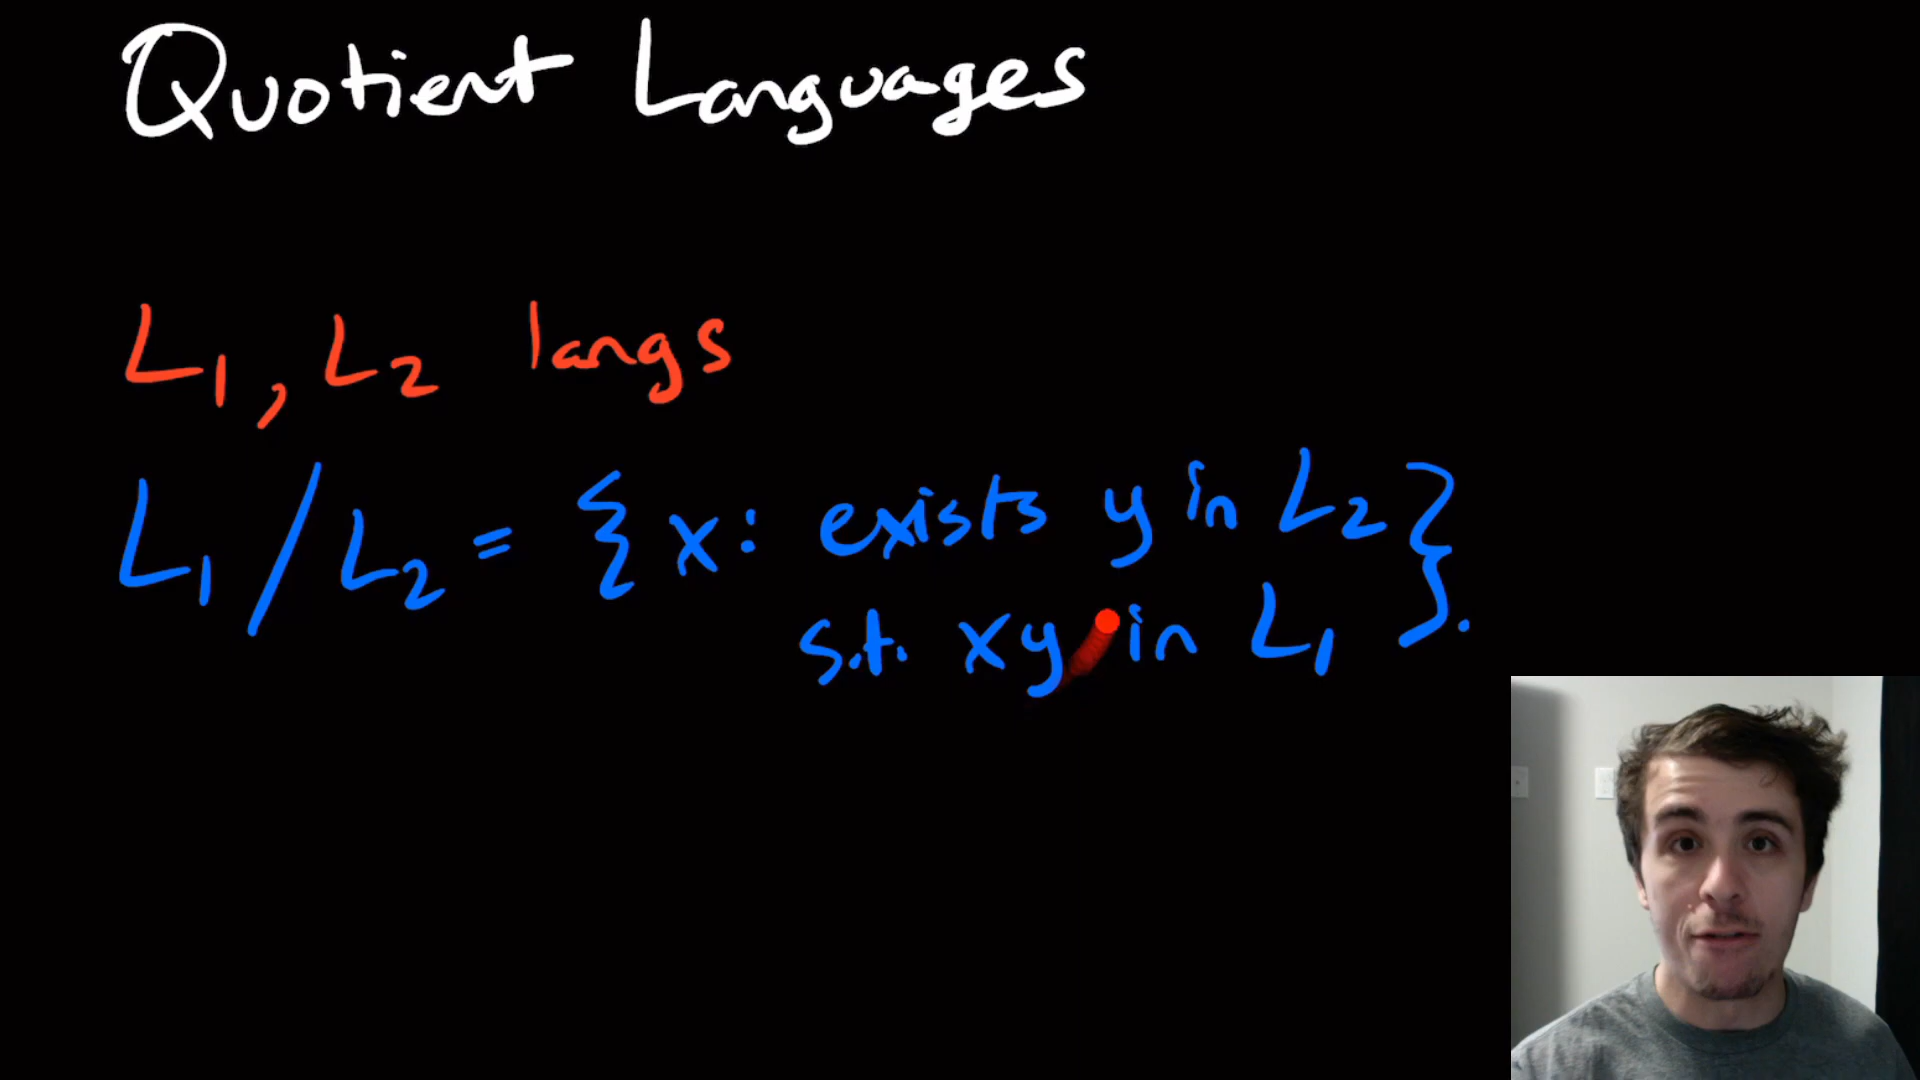 Quotient Languages
L₁, L₂ langs
L₁/L₂ = {x: exists y in L₂
s.t. xy in L₁}.